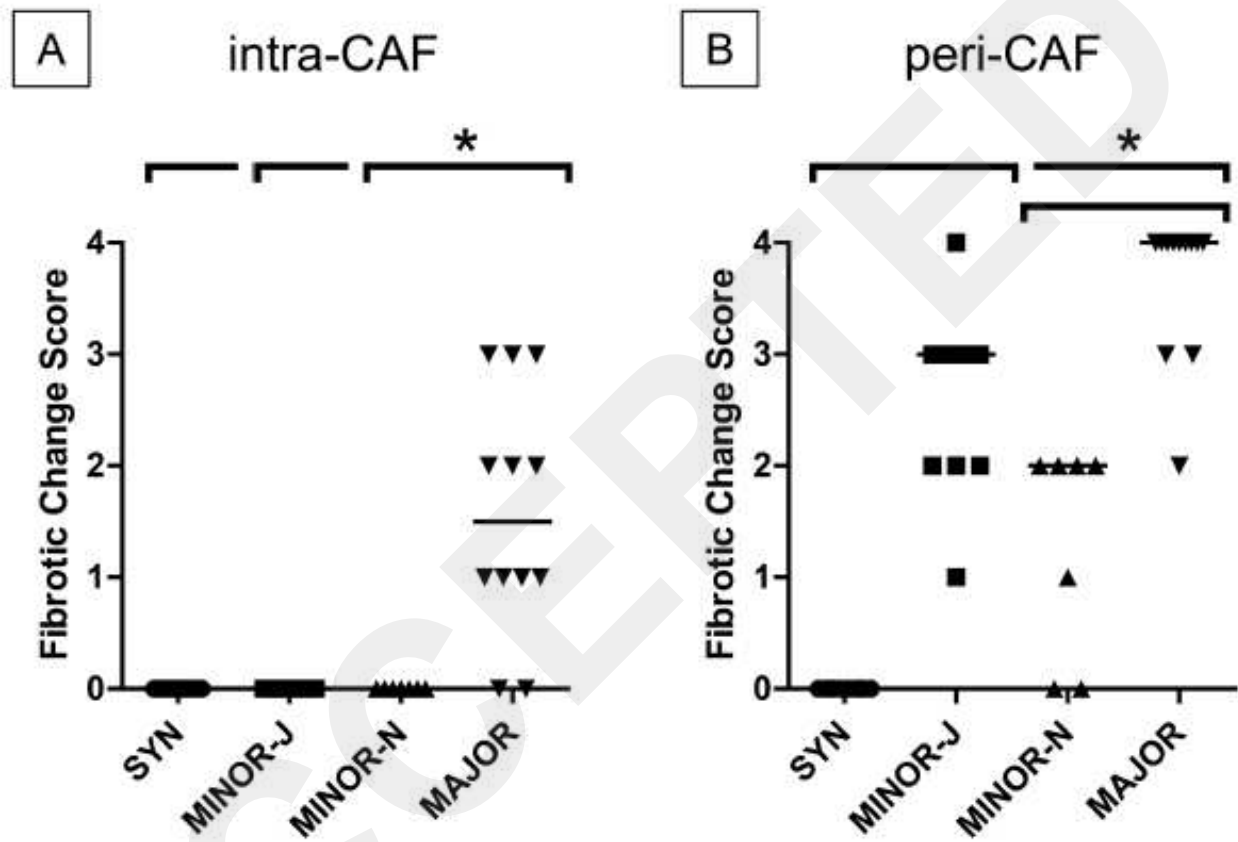 A
intra-CAF
*
Fibrotic Change Score
4
3
2
1
0
SYN
MINOR-J
MINOR-N
MAJOR
B
peri-CAF
*
Fibrotic Change Score
4
3
2
1
0
SYN
MINOR-J
MINOR-N
MAJOR
CCEPTED